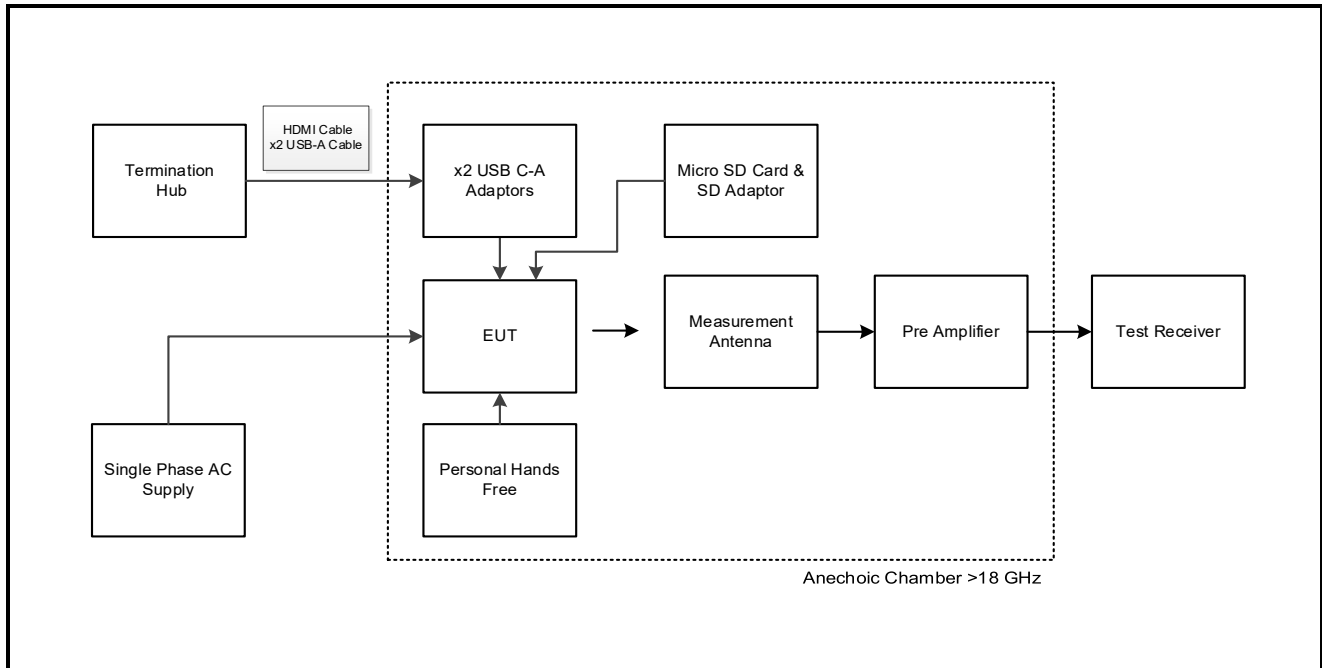 HDMI Cable
x2 USB-A Cable
Termination
Hub
x2 USB C-A
Adaptors
Micro SD Card &
SD Adaptor
EUT
Measurement
Antenna
Pre Amplifier
Test Receiver
Single Phase AC
Supply
Personal Hands
Free
Anechoic Chamber >18 GHz